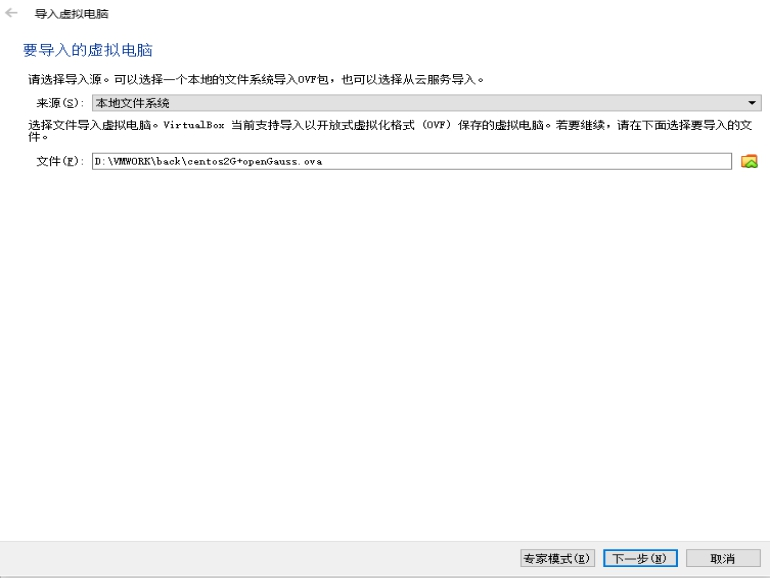 导入虚拟电脑
要导入的虚拟电脑
请选择导入源。可以选择一个本地的文件系统导入OVF包，也可以选择从云服务导入。
来源(S): 本地文件系统
选择文件导入虚拟电脑。VirtualBox 当前支持导入以开放式虚拟化格式 (OVF) 保存的虚拟电脑。若要继续，请在下面选择要导入的文
件。
文件(F): D:\VMWORK\back\centos2G+openGauss.ova
专家模式(E) 下一步(N) 取消